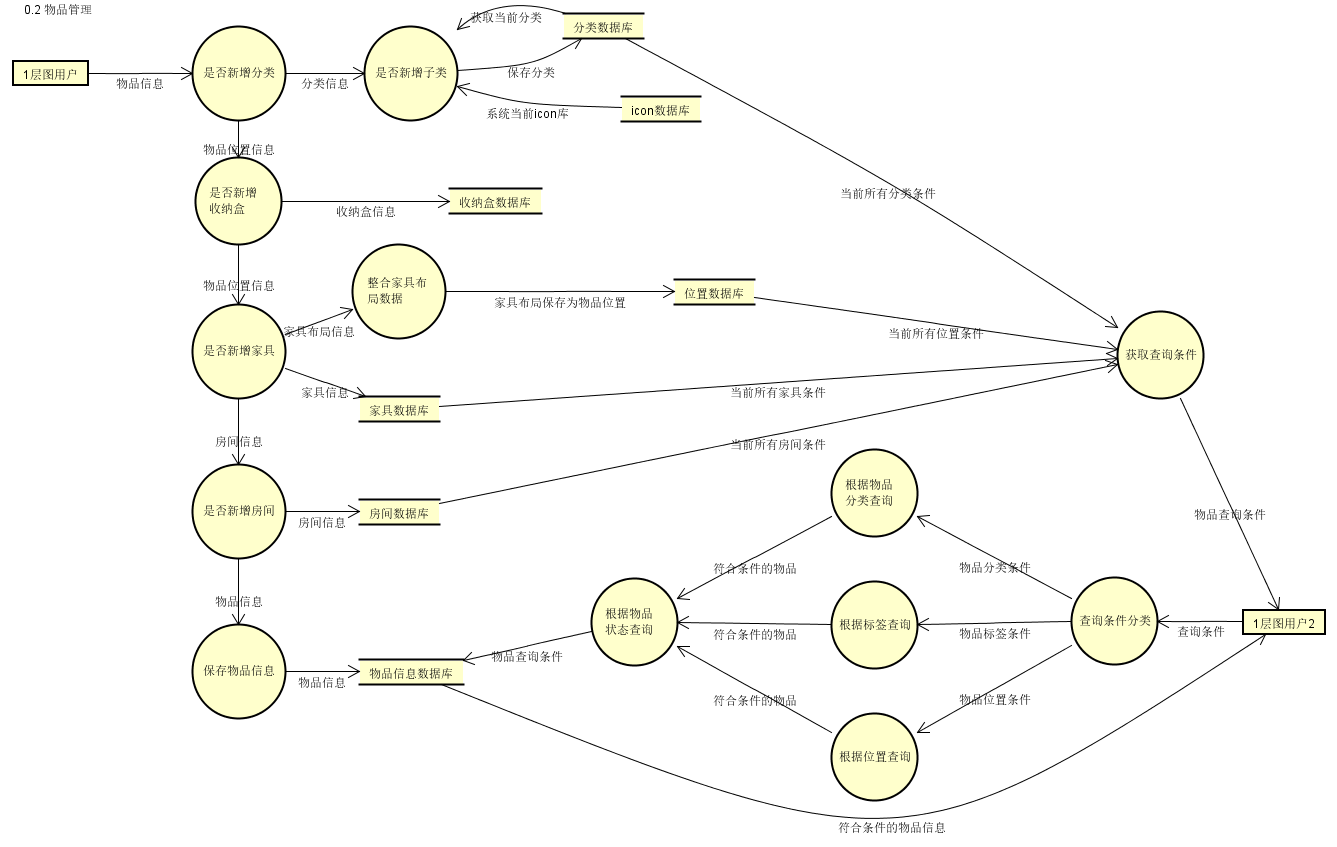 0.2 物品管理
获取当前分类
分类数据库
1层图用户
物品信息
是否新增分类
分类信息
是否新增子类
保存分类
系统当前icon库
icon数据库
物品位置信息
当前所有分类条件
是否新增
收纳盒
收纳盒信息
收纳盒数据库
物品位置信息
整合家具布
局数据
家具布局保存为物品位置
位置数据库
当前所有位置条件
家具布局信息
是否新增家具
获取查询条件
家具信息
家具数据库
当前所有家具条件
房间信息
当前所有房间条件
是否新增房间
房间信息
房间数据库
根据物品
分类查询
物品查询条件
符合条件的物品
物品分类条件
物品信息
根据物品
状态查询
符合条件的物品
根据标签查询
物品标签条件
查询条件分类
查询条件
1层图用户2
保存物品信息
物品信息
物品信息数据库
物品查询条件
符合条件的物品
物品位置条件
根据位置查询
符合条件的物品信息